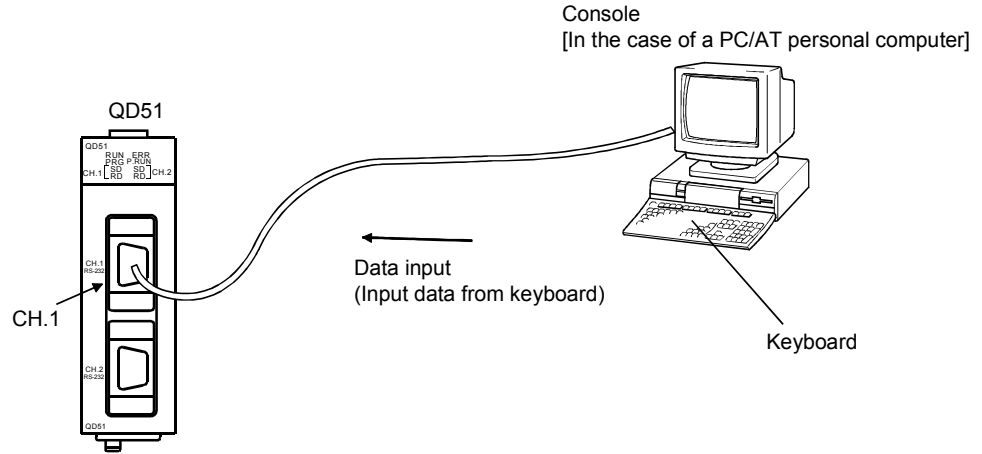 Console
[In the case of a PC/AT personal computer]
QD51
QD51
RUN ERR
PRG P.RUN
CH.1 SD SD CH.2
RD RD
CH.1
RS-232
Data input
(Input data from keyboard)
CH.1
Keyboard
CH.2
RS-232
QD51